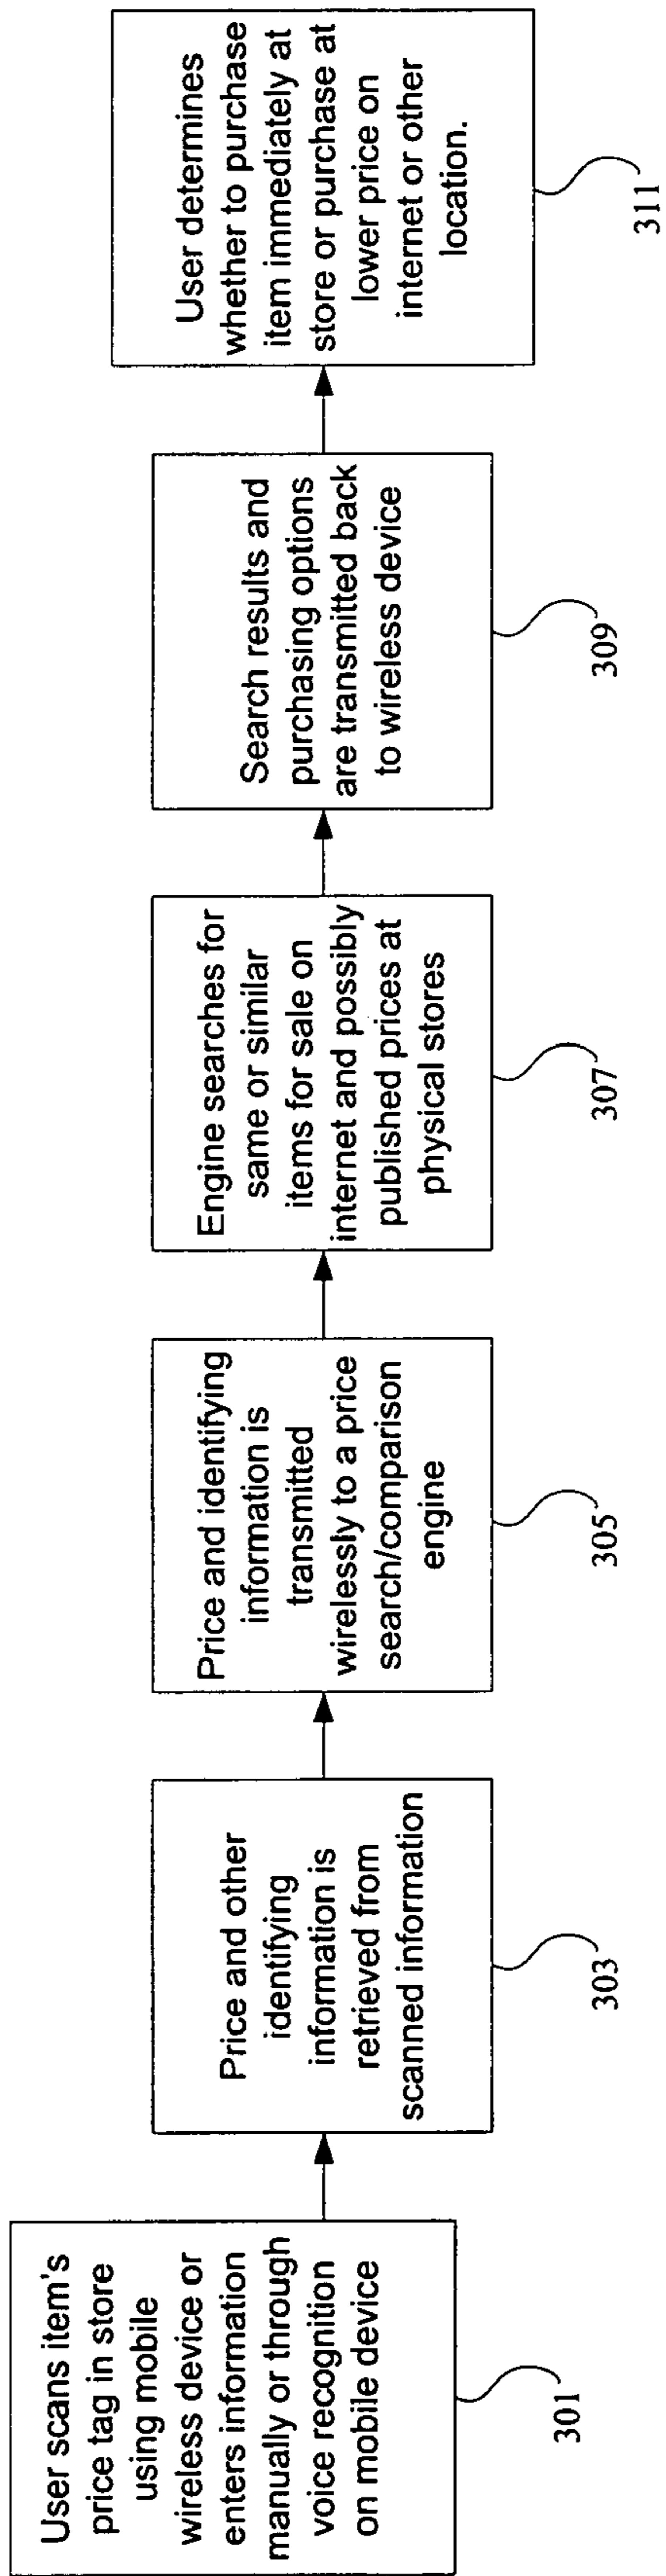 User scans item's
price tag in store
using mobile
wireless device or
enters information
manually or through
voice recognition
on mobile device
301
Price and other
identifying
information is
retrieved from
scanned information
303
Price and identifying
information is
transmitted
wirelessly to a price
search/comparison
engine
305
Engine searches for
same or similar
items for sale on
internet and possibly
published prices at
physical stores
307
Search results and
purchasing options
are transmitted back
to wireless device
309
User determines
whether to purchase
item immediately at
store or purchase at
lower price on
internet or other
location.
311